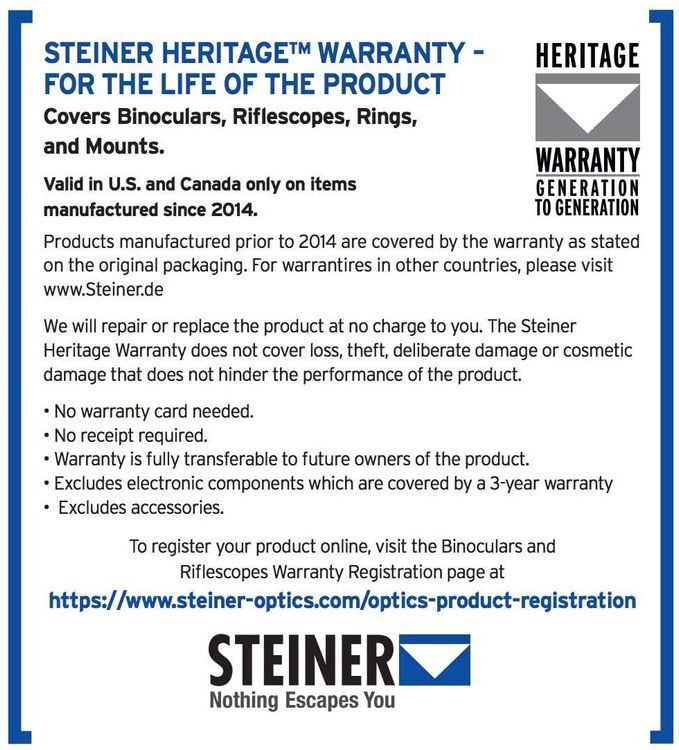 STEINER HERITAGE™ WARRANTY –
FOR THE LIFE OF THE PRODUCT
Covers Binoculars, Riflescopes, Rings,
and Mounts.
Valid in U.S. and Canada only on items
manufactured since 2014.
HERITAGE
WARRANTY
GENERATION
TO GENERATION
Products manufactured prior to 2014 are covered by the warranty as stated
on the original packaging. For warrantires in other countries, please visit
www.Steiner.de
We will repair or replace the product at no charge to you. The Steiner
Heritage Warranty does not cover loss, theft, deliberate damage or cosmetic
damage that does not hinder the performance of the product.
• No warranty card needed.
• No receipt required.
• Warranty is fully transferable to future owners of the product.
• Excludes electronic components which are covered by a 3-year warranty
• Excludes accessories.
To register your product online, visit the Binoculars and
Riflescopes Warranty Registration page at
https://www.steiner-optics.com/optics-product-registration
STEINER
Nothing Escapes You